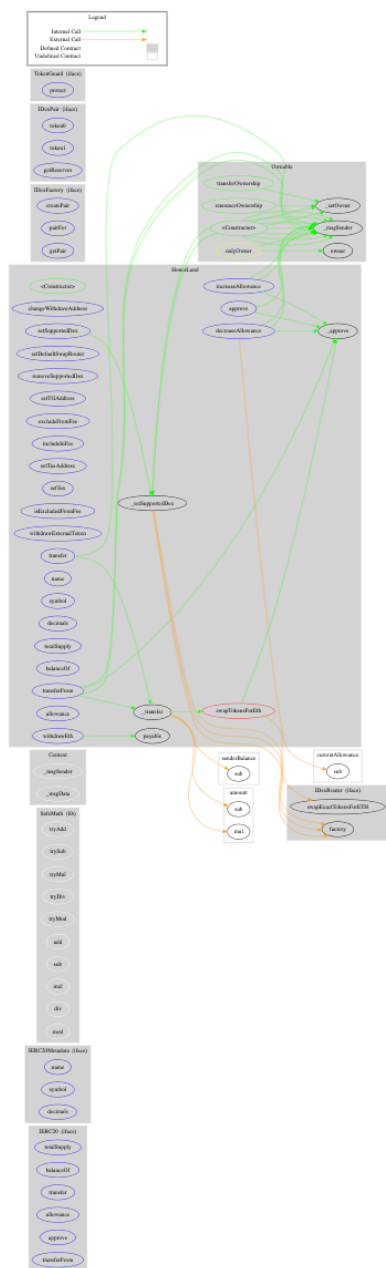 Legend
Internal Call
External Call
Defined Contract
Undefined Contract
TokenGuard (iface)
protect
IDexPair (iface)
token0
token1
getReserves
IDexFactory (iface)
createPair
pairFor
getPair
Ownable
transferOwnership
renounceOwnership
<Constructor>
onlyOwner
_setOwner
_msgSender
owner
<Constructor>
changeWithdrawAddress
setSupportedDex
setDefaultSwapRouter
removeSupportedDex
setTGAddress
excludeFromFee
includeInFee
setTaxAddress
setTax
isExcludedFromFee
withdrawExternalToken
transfer
name
symbol
decimals
totalSupply
balanceOf
transferFrom
allowance
withdrawEth
increaseAllowance
approve
decreaseAllowance
_approve
_setSupportedDex
_transfer
swapTokensForEth
payable
Context
_msgSender
_msgData
SafeMath (lib)
tryAdd
trySub
tryMul
tryDiv
tryMod
add
sub
mul
div
mod
senderBalance
sub
amount
sub
mul
currentAllowance
sub
IDexRouter (iface)
swapExactTokensForETH
factory
IERC20Metadata (iface)
name
symbol
decimals
IERC20 (iface)
totalSupply
balanceOf
transfer
allowance
approve
transferFrom